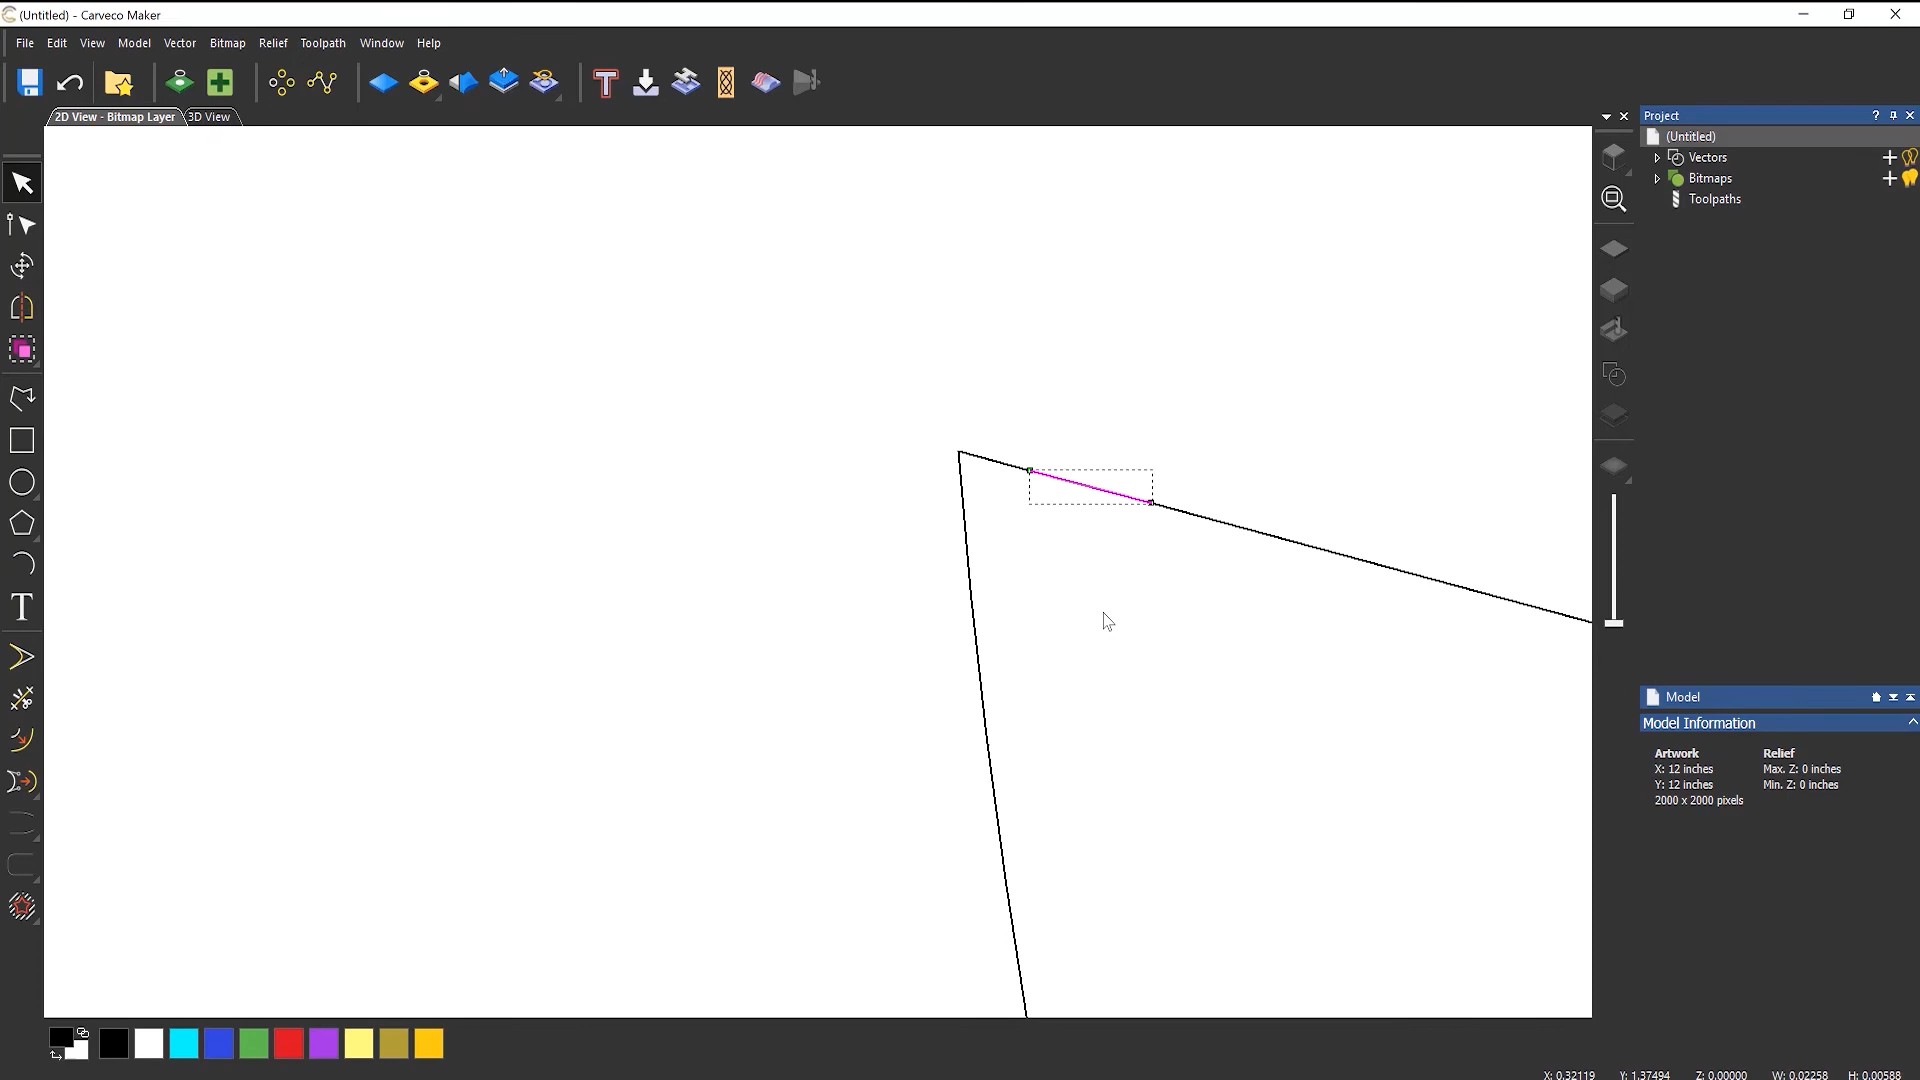 (Untitled) - Carveco Maker
File Edit View Model Vector Bitmap Relief Toolpath Window Help
2D View - Bitmap Layer 3D View
Project
(Untitled)
Vectors
Bitmaps
Toolpaths
Model
Model Information
Artwork Relief
X: 12 inches Max. Z: 0 inches
Y: 12 inches Min. Z: 0 inches
2000 x 2000 pixels
X: 0.32119 Y: 1.37494 Z: 0.00000 W: 0.02258 H: 0.00588